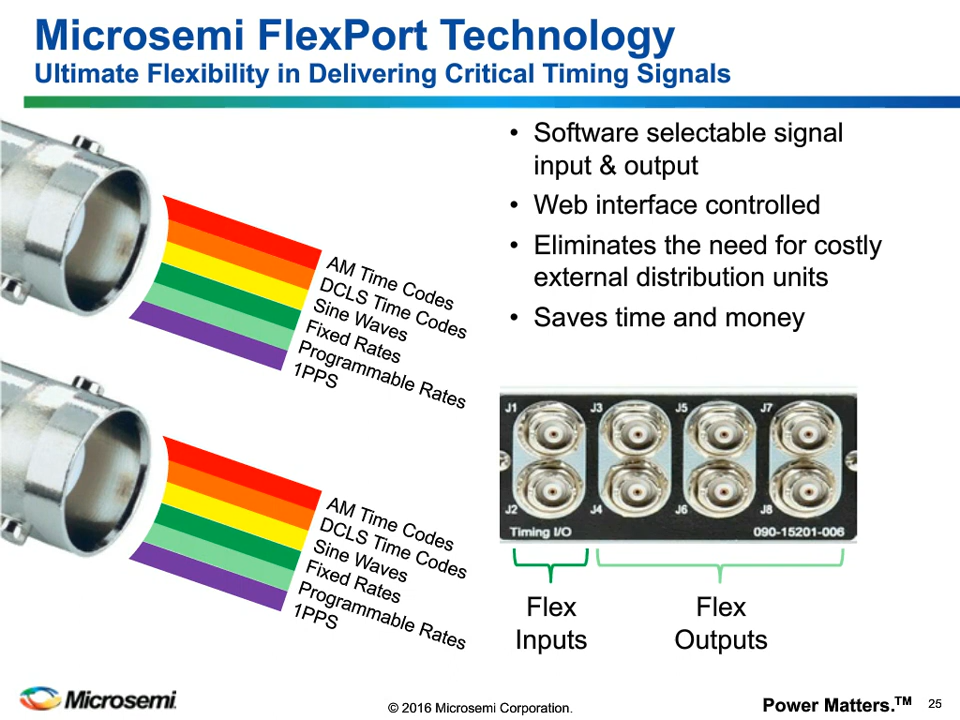 Microsemi FlexPort Technology
Ultimate Flexibility in Delivering Critical Timing Signals
• Software selectable signal
input & output
• Web interface controlled
• Eliminates the need for costly
external distribution units
• Saves time and money
AM Time Codes
DCLS Time Codes
Sine Waves
Fixed Rates
Programmable Rates
1PPS
AM Time Codes
DCLS Time Codes
Sine Waves
Fixed Rates
Programmable Rates
1PPS
J1 J3 J5 J7
J2 J4 J6 J8
Timing I/O 090-15201-006
Flex
Inputs
Flex
Outputs
Microsemi.
© 2016 Microsemi Corporation.
Power Matters.TM
25